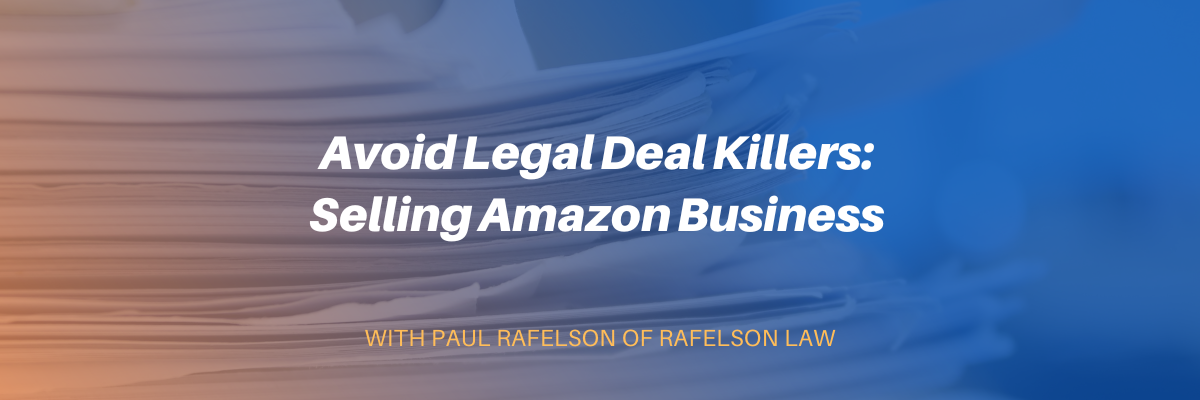 Avoid Legal Deal Killers:
Selling Amazon Business
WITH PAUL RAFELSON OF RAFELSON LAW